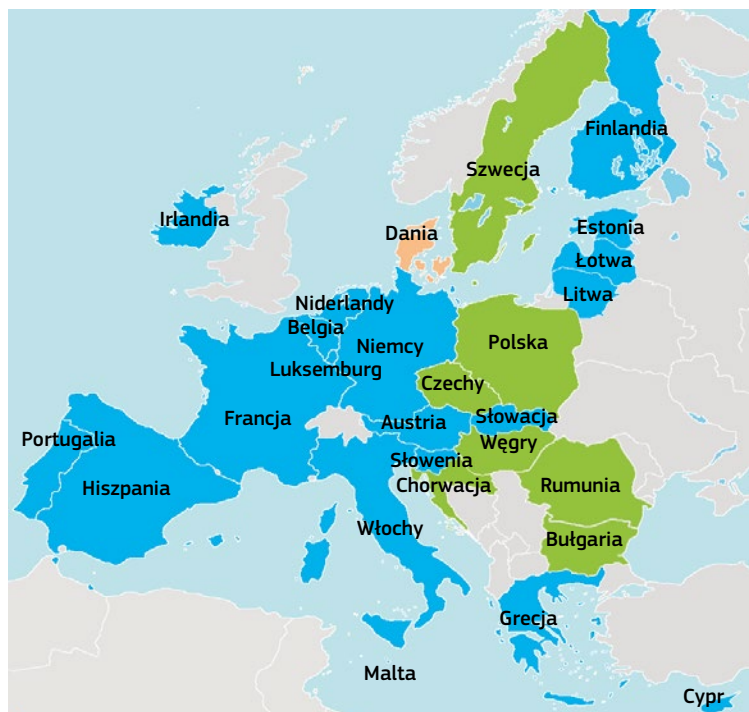 Finlandia
Szwecja
Irlandia
Estonia
Dania
Łotwa
Litwa
Niderlandy
Belgia
Niemcy
Polska
Luksemburg
Czechy
Francja
Austria
Słowacja
Portugalia
Węgry
Słowenia
Hiszpania
Chorwacja
Rumunia
Włochy
Bułgaria
Grecja
Malta
Cypr